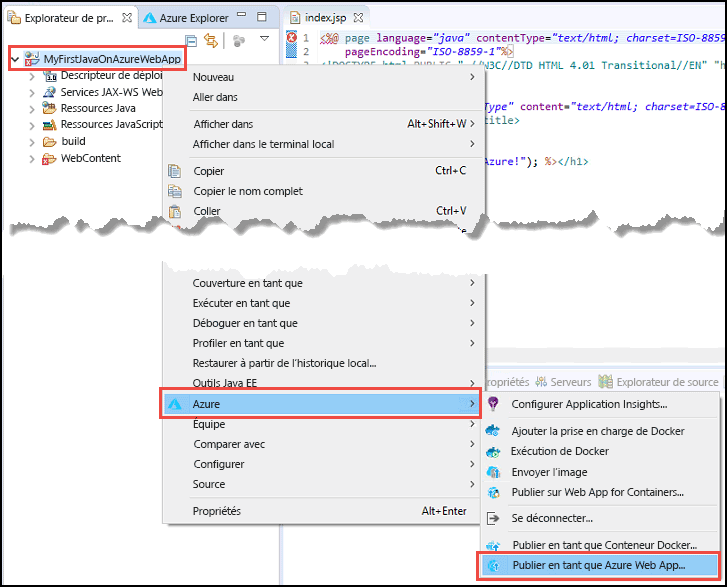 Explorateur de pr...
Azure Explorer
index.jsp
MyFirstJavaOnAzureWebApp
Descripteur de déploi
Services JAX-WS Web
Ressources Java
Ressources JavaScript
build
WebContent
1 <%@ page language="java" contentType="text/html; charset=ISO-8859-
2 pageEncoding="ISO-8859-1"%>
<!DOCTYPE html PUBLIC "-//W3C//DTD HTML 4.01 Transitional//EN" "h
Type" content="text/html; charset=ISO-8
title>
Azure!"); %></h1>
Nouveau
Aller dans
Afficher dans Alt+Shift+W
Afficher dans le terminal local
Copier Ctrl+C
Copier le nom complet
Coller Ctrl+V
Couverture en tant que
Exécuter en tant que
Déboguer en tant que
Profiler en tant que
Restaurer à partir de l'historique local...
Outils Java EE
Azure
Équipe
Comparer avec
Configurer
Source
Propriétés Alt+Enter
ropriétés
Serveurs
Explorateur de source
Configurer Application Insights...
Ajouter la prise en charge de Docker
Exécution de Docker
Envoyer l'image
Publier sur Web App for Containers...
Se déconnecter...
Publier en tant que Conteneur Docker...
Publier en tant que Azure Web App...